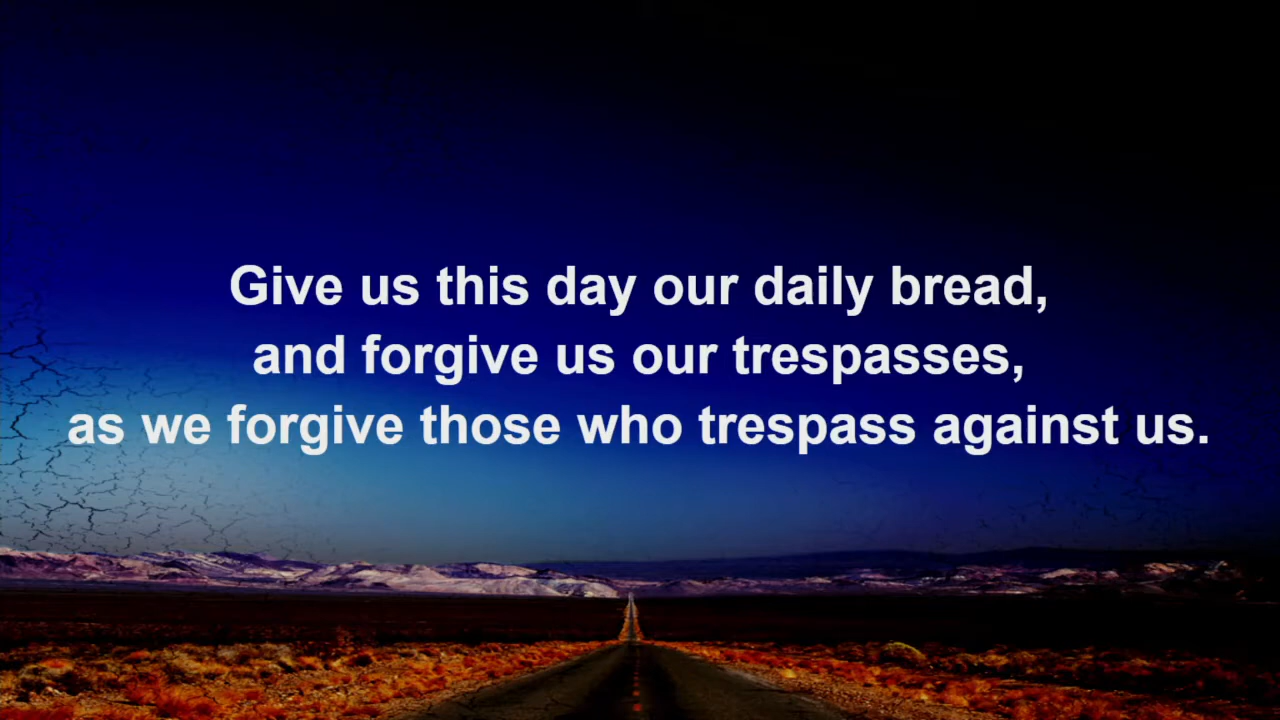 Give us this day our daily bread,
and forgive us our trespasses,
as we forgive those who trespass against us.